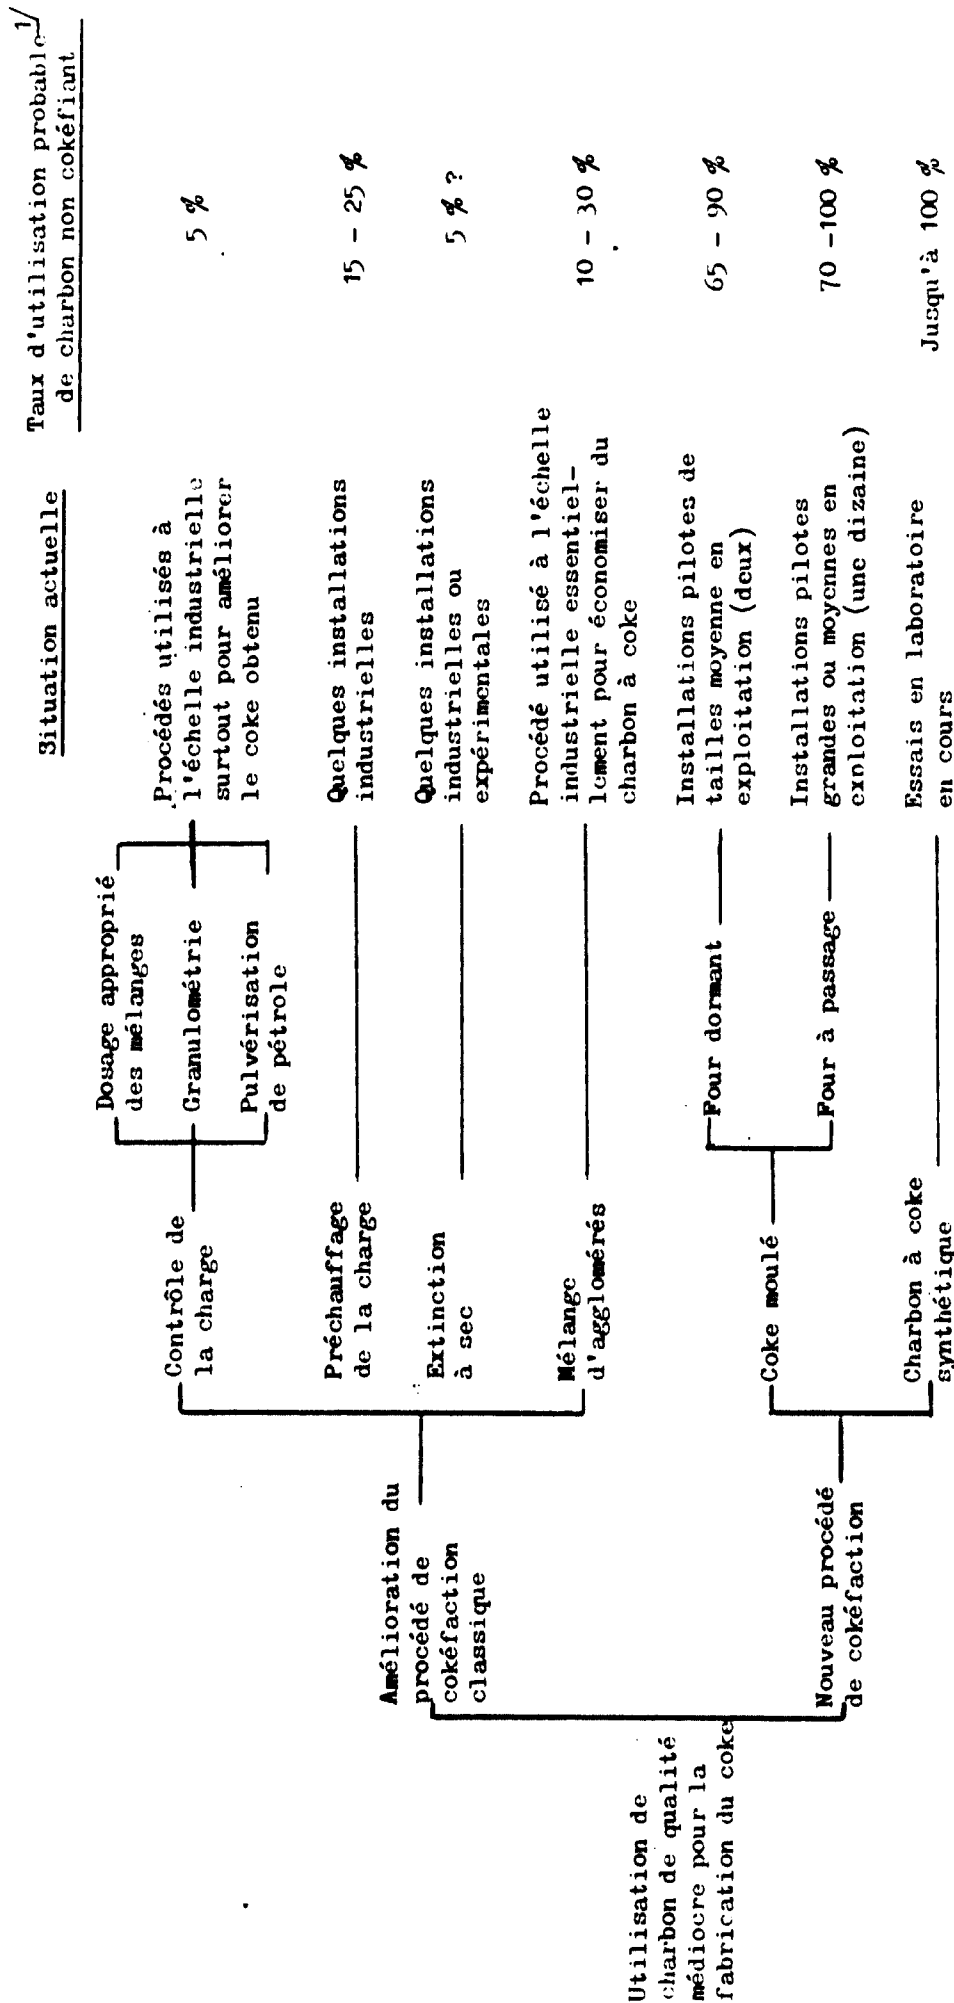 Situation actuelle
Taux d'utilisation probable 1/
de charbon non cokéfiant
Utilisation de
charbon de qualité
médiocre pour la
fabrication du coke
Amélioration du
procédé de
cokéfaction
classique
Contrôle de
la charge
Dosage approprié
des mélanges
Granulométrie
Pulvérisation
de pétrole
Procédés utilisés à
l'échelle industrielle
surtout pour améliorer
le coke obtenu
5 %
Préchauffage
de la charge
Quelques installations
industrielles
15 - 25 %
Extinction
à sec
Quelques installations
industrielles ou
expérimentales
5 % ?
Mélange
d'agglomérés
Procédé utilisé à l'échelle
industrielle essentiel-
lement pour économiser du
charbon à coke
10 - 30 %
Nouveau procédé
de cokéfaction
Coke moulé
Four dormant
Installations pilotes de
tailles moyenne en
exploitation (deux)
65 - 90 %
Four à passage
Installations pilotes
grandes ou moyennes en
exploitation (une dizaine)
70 -100 %
Charbon à coke
synthétique
Essais en laboratoire
en cours
Jusqu'à 100 %